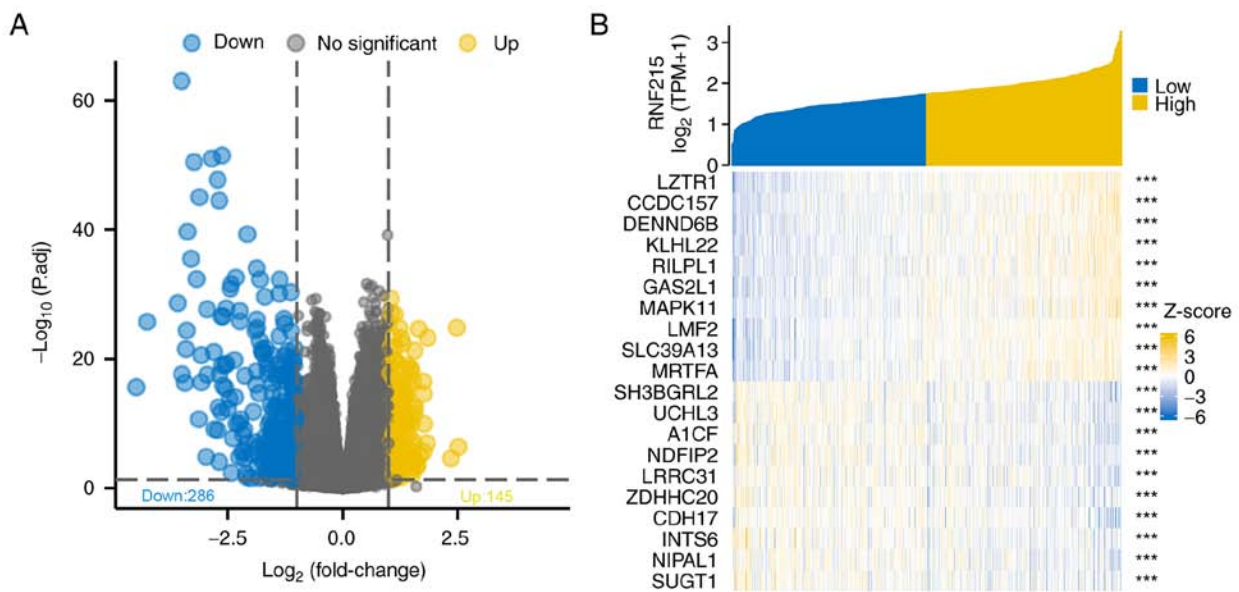 A
Down
No significant
Up
60
40
20
0
–Log10 (P.adj)
Down:286
Up:145
−2.5
0.0
2.5
Log2 (fold-change)
B
RNF215
log2 (TPM+1)
3
2
1
0
Low
High
LZTR1 ***
CCDC157 ***
DENND6B ***
KLHL22 ***
RILPL1 ***
GAS2L1 ***
MAPK11 ***
LMF2 ***
SLC39A13 ***
MRTFA ***
SH3BGRL2 ***
UCHL3 ***
A1CF ***
NDFIP2 ***
LRRC31 ***
ZDHHC20 ***
CDH17 ***
INTS6 ***
NIPAL1 ***
SUGT1 ***
Z-score
6
3
0
−3
−6